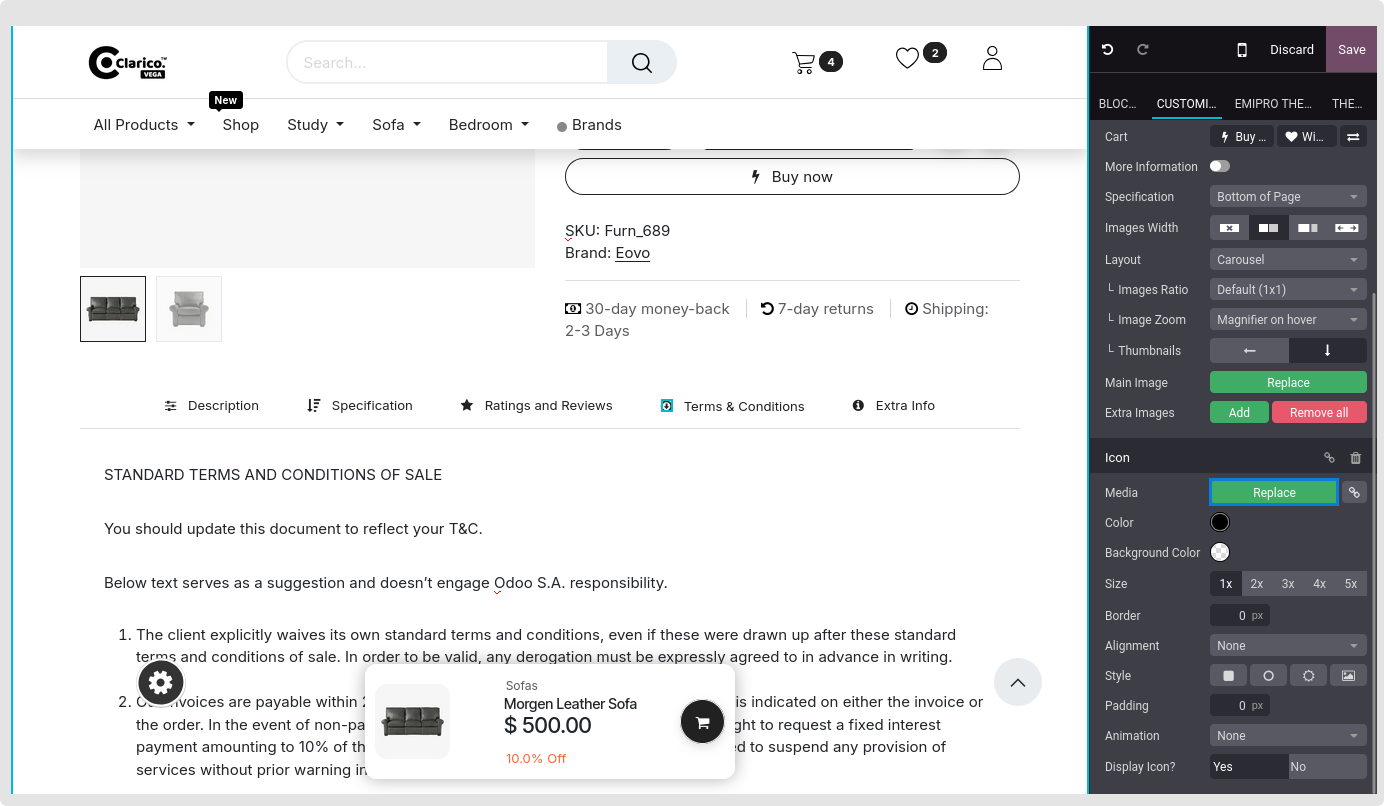 Clarico.™
VEGA
Search...
4
2
Discard
Save
New
All Products
Shop
Study
Sofa
Bedroom
Brands
BLOC...
CUSTOMI...
EMIPRO THE...
THE...
Buy now
SKU: Furn_689
Brand: Eovo
30-day money-back
7-day returns
Shipping:
2-3 Days
Description
Specification
Ratings and Reviews
Terms & Conditions
Extra Info
STANDARD TERMS AND CONDITIONS OF SALE
You should update this document to reflect your T&C.
Below text serves as a suggestion and doesn't engage Odoo S.A. responsibility.
1. The client explicitly waives its own standard terms and conditions, even if these were drawn up after these standard
terms and conditions of sale. In order to be valid, any derogation must be expressly agreed to in advance in writing.
2. invoices are payable within is indicated on either the invoice or
the order. In the event of non-pa ght to request a fixed interest
payment amounting to 10% of th ed to suspend any provision of
services without prior warning in
Sofas
Morgen Leather Sofa
$ 500.00
10.0% Off
Cart Buy ... Wi...
More Information
Specification Bottom of Page
Images Width
Layout Carousel
└ Images Ratio Default (1x1)
└ Image Zoom Magnifier on hover
└ Thumbnails
Main Image Replace
Extra Images Add Remove all
Icon
Media Replace
Color
Background Color
Size 1x 2x 3x 4x 5x
Border 0 px
Alignment None
Style
Padding 0 px
Animation None
Display Icon? Yes No